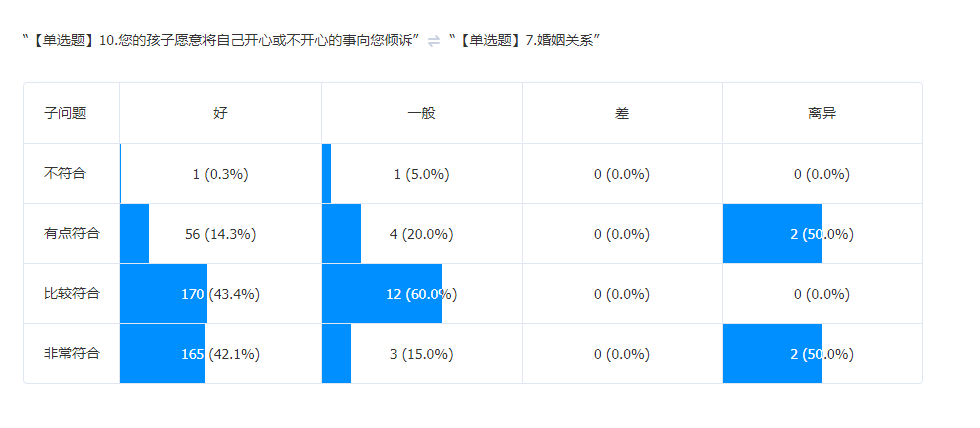 “【单选题】10.您的孩子愿意将自己开心或不开心的事向您倾诉” ⇌ “【单选题】7.婚姻关系”
子问题 好 一般 差 离异
不符合 1 (0.3%) 1 (5.0%) 0 (0.0%) 0 (0.0%)
有点符合 56 (14.3%) 4 (20.0%) 0 (0.0%) 2 (50.0%)
比较符合 170 (43.4%) 12 (60.0%) 0 (0.0%) 0 (0.0%)
非常符合 165 (42.1%) 3 (15.0%) 0 (0.0%) 2 (50.0%)